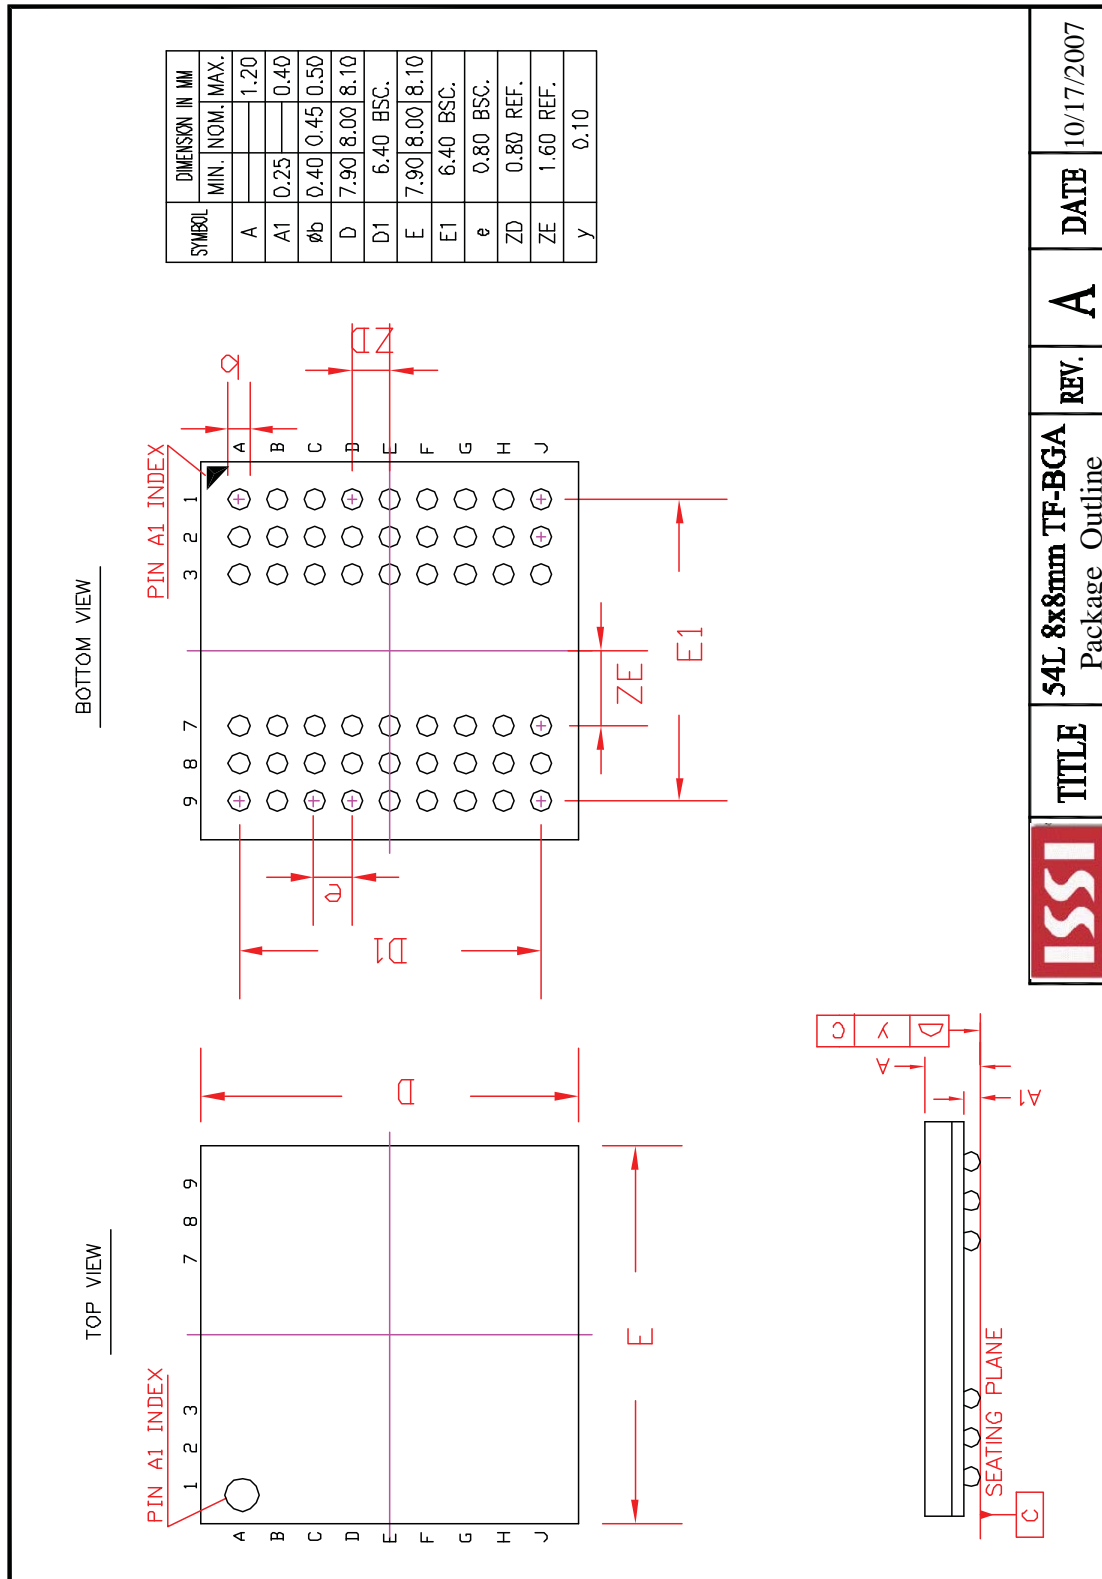 TOP VIEW
PIN A1 INDEX
1 2 3 7 8 9
A
B
C
D
E
F
G
H
J
D
E
BOTTOM VIEW
PIN A1 INDEX
9 8 7 3 2 1
A
B
C
D
E
F
G
H
J
b
ZD
e
D1
ZE
E1
SYMBOL DIMENSION IN MM
MIN. NOM. MAX.
A 1.20
A1 0.25 0.40
øb 0.40 0.45 0.50
D 7.90 8.00 8.10
D1 6.40 BSC.
E 7.90 8.00 8.10
E1 6.40 BSC.
e 0.80 BSC.
ZD 0.80 REF.
ZE 1.60 REF.
y 0.10
C y
A
A1
SEATING PLANE
C
ISSI
TITLE
54L 8x8mm TF-BGA
Package Outline
REV.
A
DATE
10/17/2007